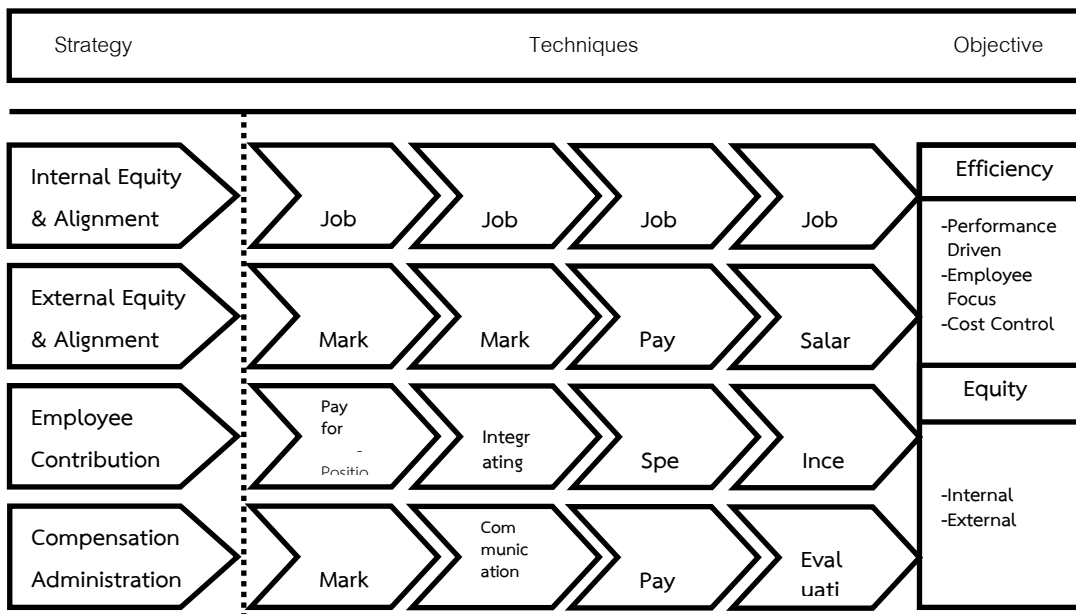 Strategy
Techniques
Objective
Internal Equity
& Alignment
Job
Job
Job
Job
Efficiency
-Performance
Driven
-Employee
Focus
-Cost Control
External Equity
& Alignment
Mark
Mark
Pay
Salar
Equity
-Internal
-External
Employee
Contribution
Pay
for
-
Positio
Integr
ating
Spe
Ince
Compensation
Administration
Mark
Com
munic
ation
Pay
Eval
uati